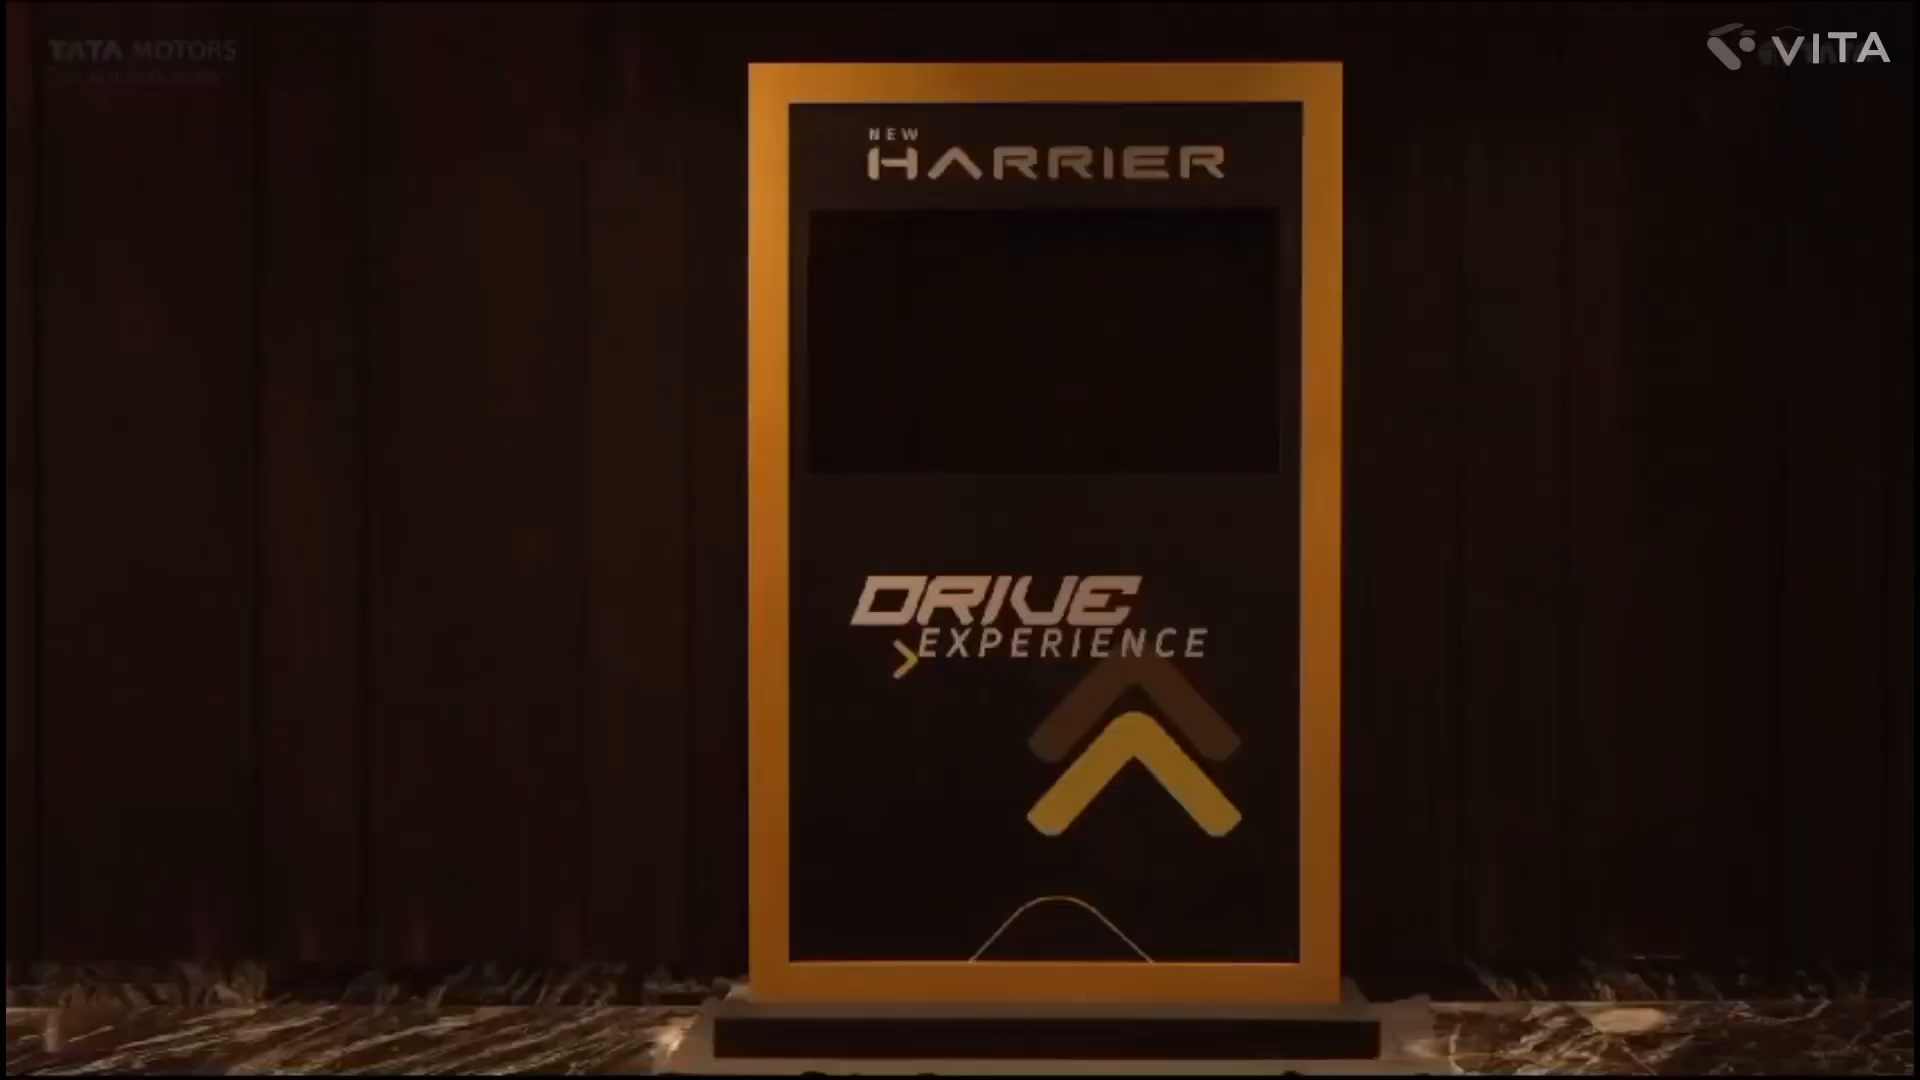 TATA MOTORS
VITA
NEW
HARRIER
DRIVE
EXPERIENCE